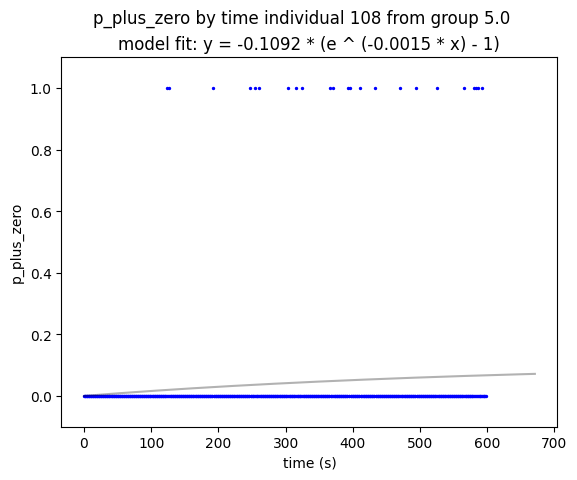 p_plus_zero by time individual 108 from group 5.0
model fit: y = -0.1092 * (e ^ (-0.0015 * x) - 1)
1.0
0.8
0.6
0.4
0.2
0.0
p_plus_zero
0 100 200 300 400 500 600 700
time (s)